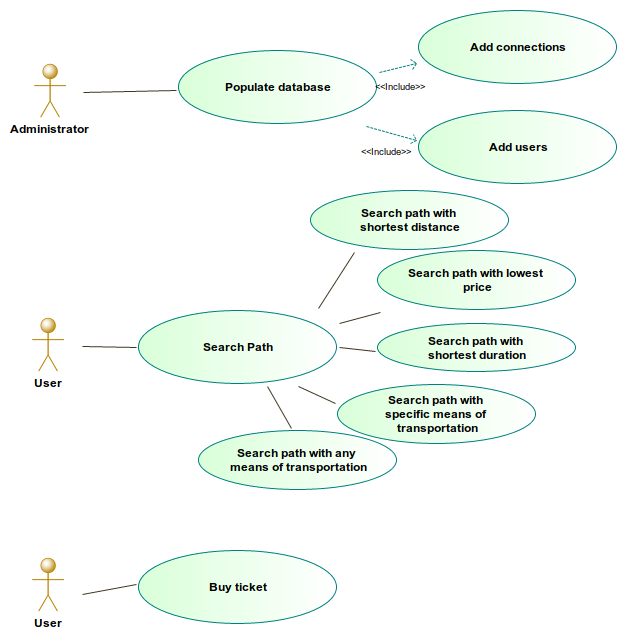 Add connections
Populate database
<<Include>>
Administrator
Add users
<<Include>>
Search path with
shortest distance
Search path with lowest
price
Search Path
Search path with
shortest duration
User
Search path with
specific means of
transportation
Search path with any
means of transportation
Buy ticket
User